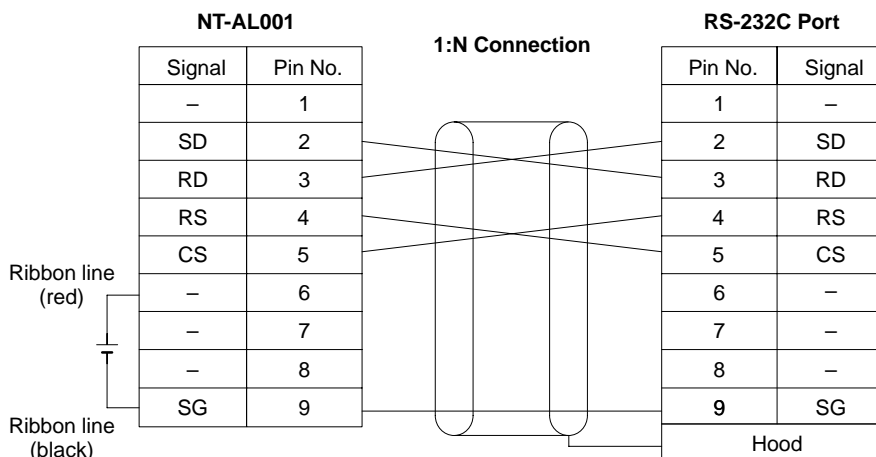 NT-AL001
1:N Connection
RS-232C Port
Signal Pin No.
– 1
SD 2
RD 3
RS 4
CS 5
– 6
– 7
– 8
SG 9
Ribbon line
(red)
Ribbon line
(black)
Pin No. Signal
1 –
2 SD
3 RD
4 RS
5 CS
6 –
7 –
8 –
9 SG
Hood